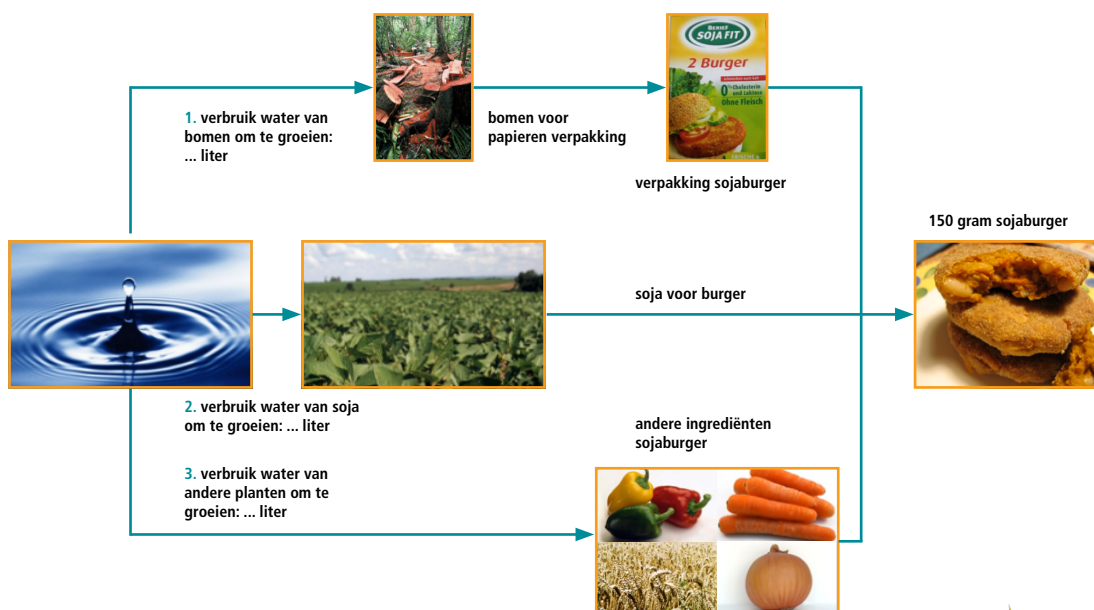 BERIEF
SOJA FIT
2 Burger
0% Cholesterin
und Laktose
Ohne Fleisch
1. verbruik water van
bomen om te groeien:
... liter
bomen voor
papieren verpakking
verpakking sojaburger
150 gram sojaburger
soja voor burger
2. verbruik water van soja
om te groeien: ... liter
andere ingrediënten
sojaburger
3. verbruik water van
andere planten om te
groeien: ... liter